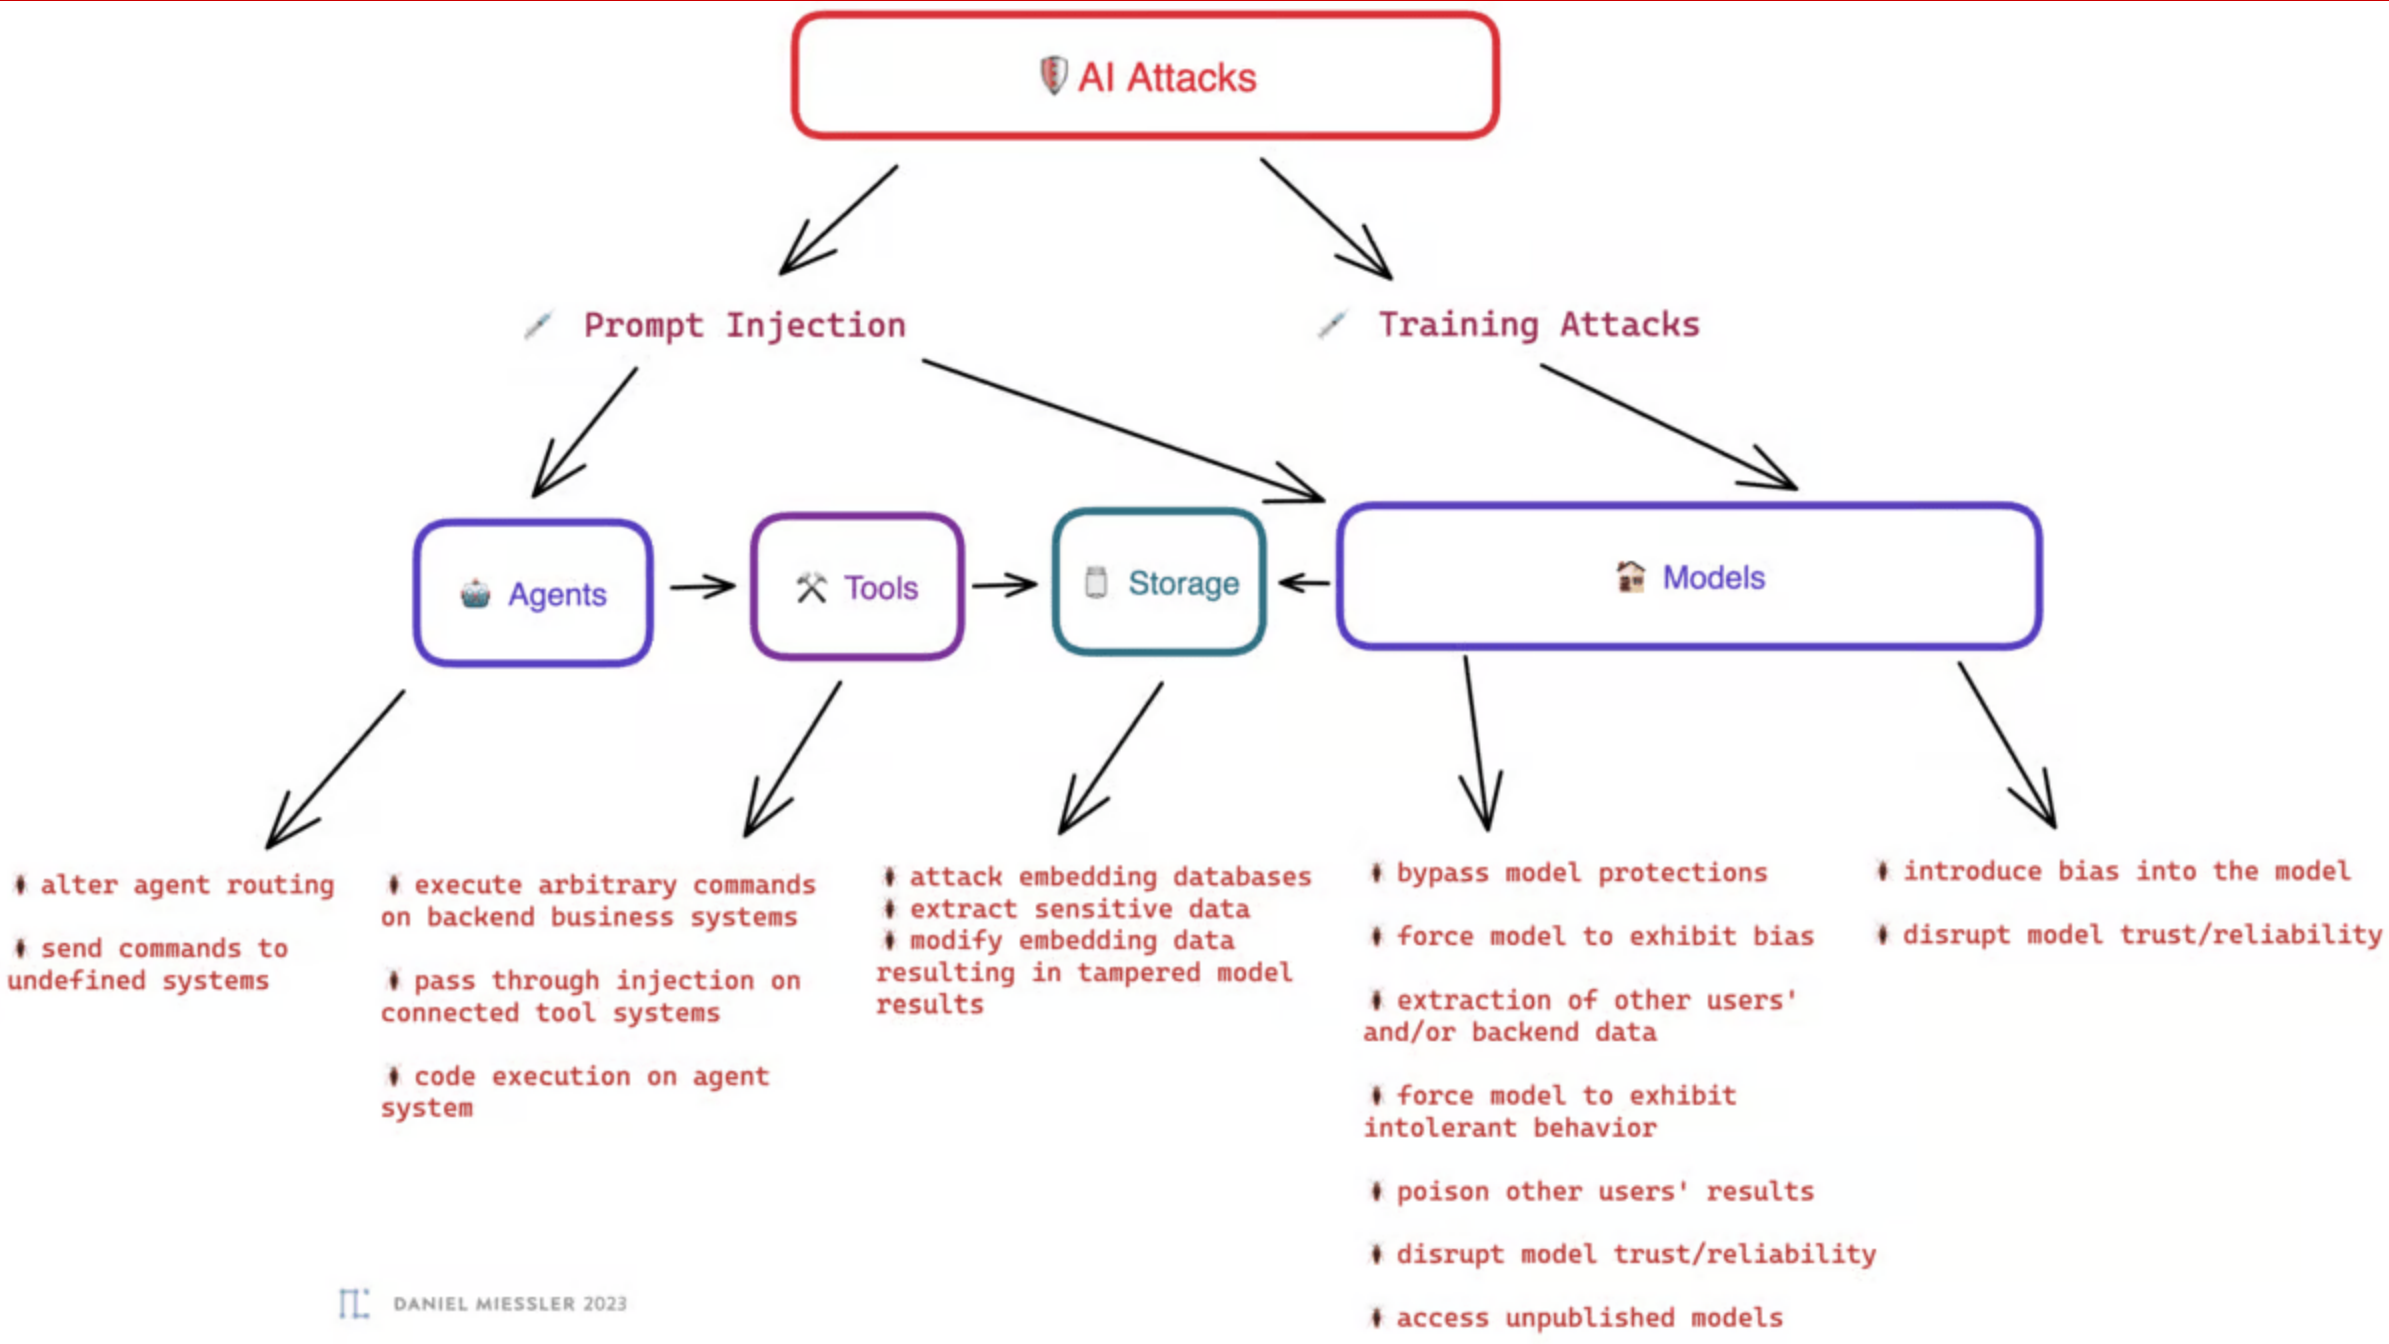 AI Attacks
Prompt Injection
Training Attacks
Agents
Tools
Storage
Models
alter agent routing
send commands to
undefined systems
execute arbitrary commands
on backend business systems
pass through injection on
connected tool systems
code execution on agent
system
attack embedding databases
extract sensitive data
modify embedding data
resulting in tampered model
results
bypass model protections
force model to exhibit bias
extraction of other users'
and/or backend data
force model to exhibit
intolerant behavior
poison other users' results
disrupt model trust/reliability
access unpublished models
introduce bias into the model
disrupt model trust/reliability
DANIEL MIESSLER 2023